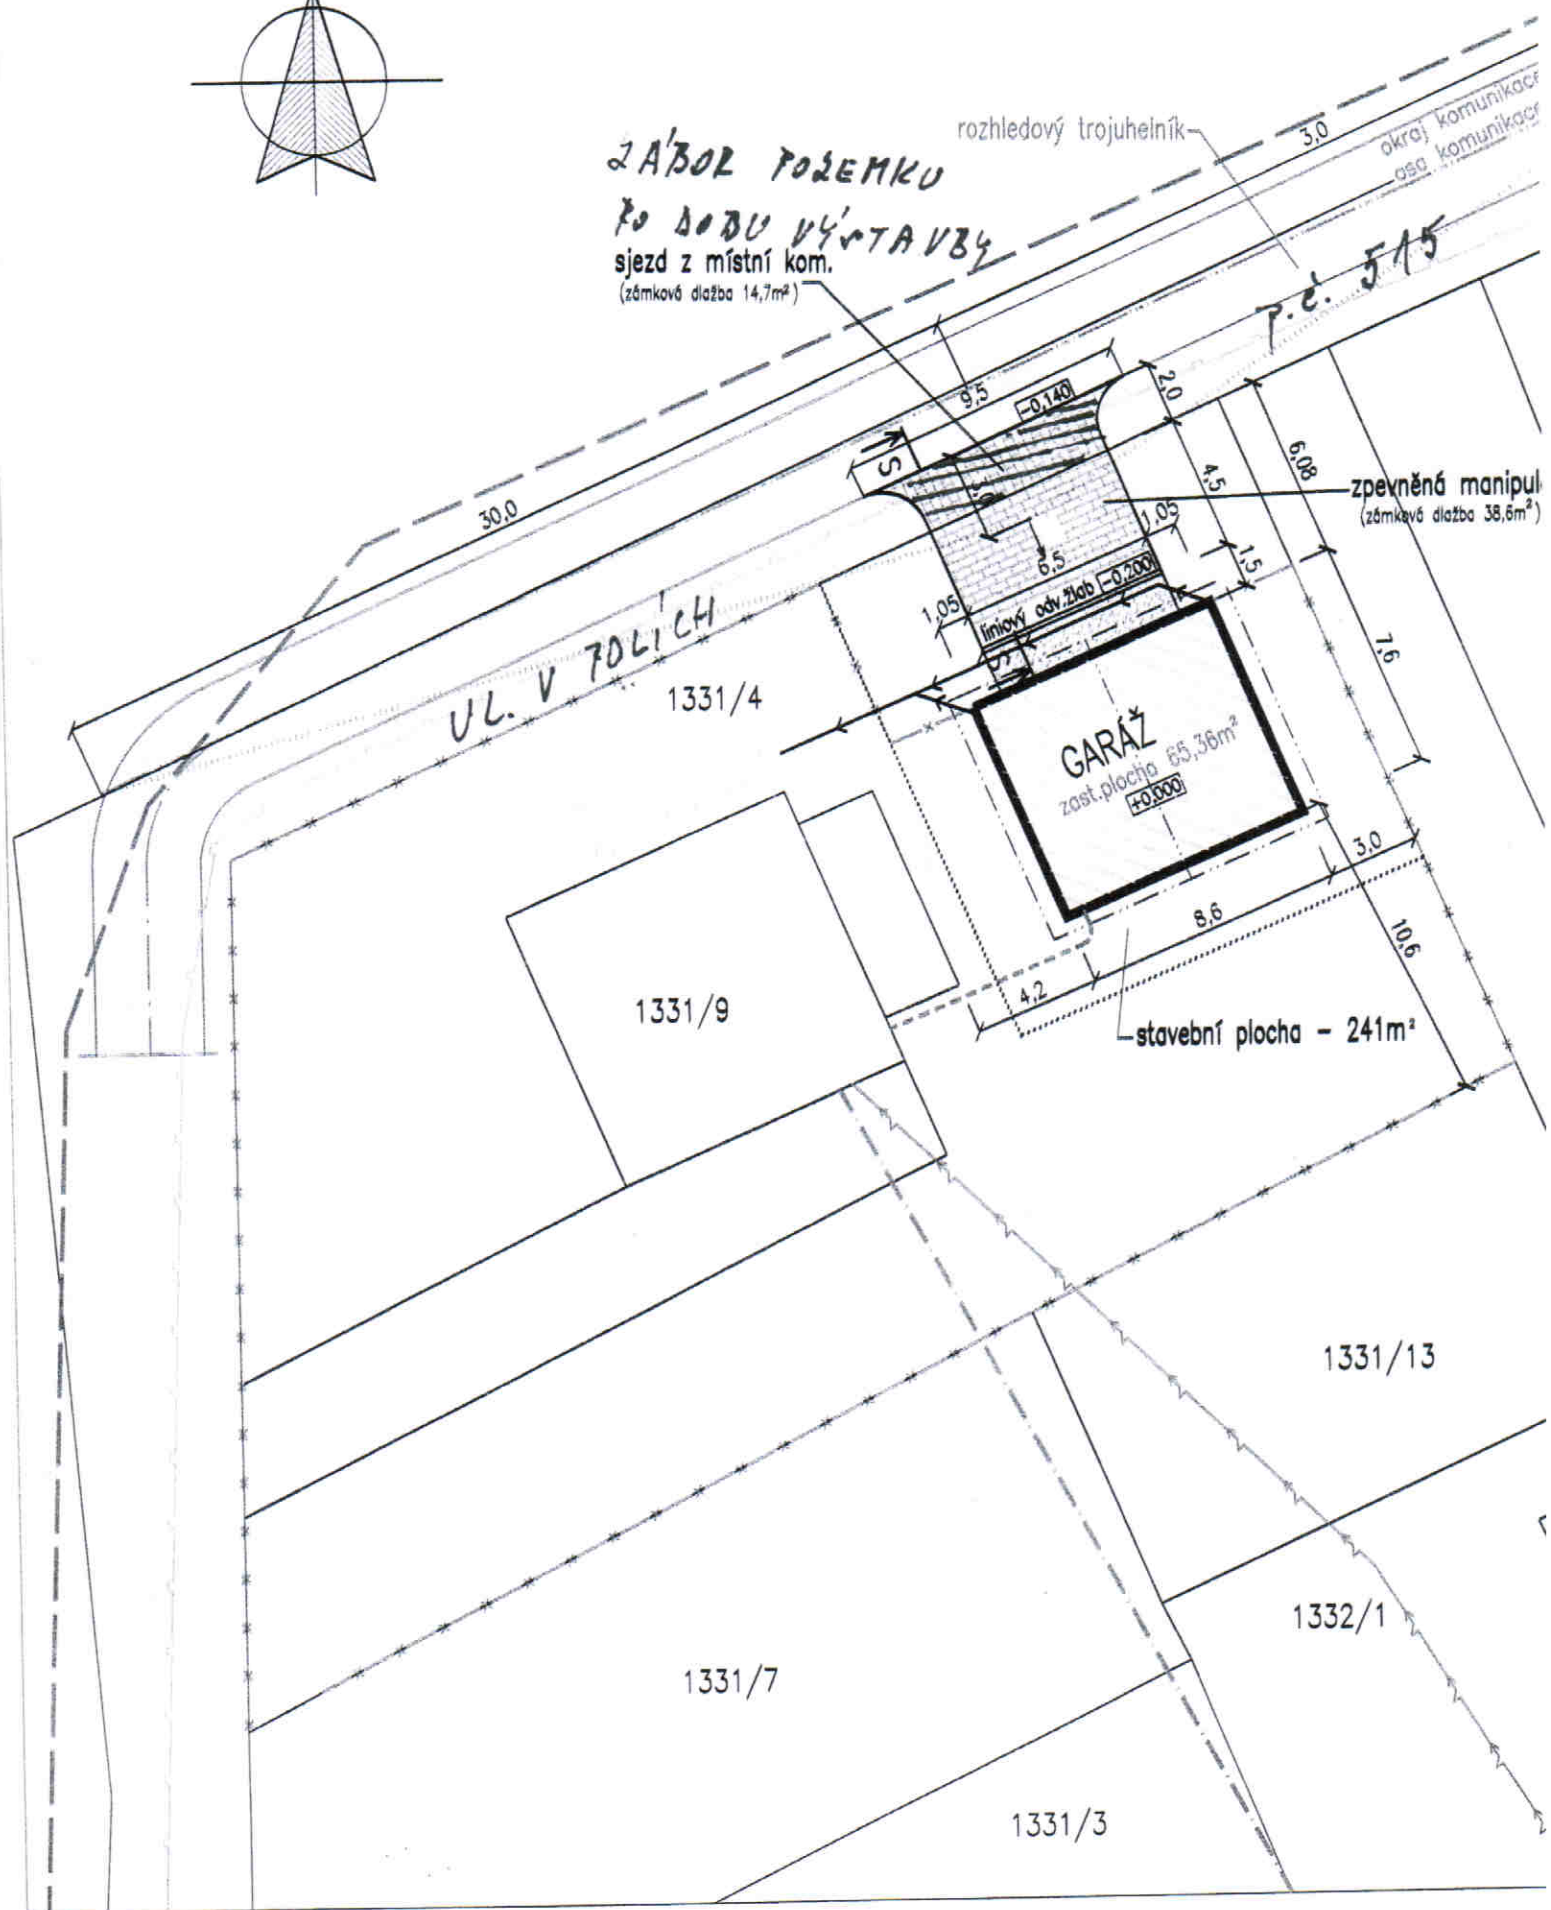 ZÁBOR POZEMKU
PO DOBU VÝSTAVBY
sjezd z místní kom.
(zámková dlažba 14,7m²)
rozhledový trojuhelník
3,0
okraj komunikace
osa komunikace
p.č. 515
9,5
-0,140
2,0
S
30,0
4,5
6,08
zpevněná manipul
(zámková dlažba 38,6m²)
1,05
6,5
1,5
1,05
liniový odv.žlab
-0,200
S
7,6
UL. V POLÍCH
1331/4
GARÁŽ
zast.plocha 65,36m²
±0,000
3,0
8,6
10,6
4,2
1331/9
stavební plocha - 241m²
1331/13
1332/1
1331/7
1331/3